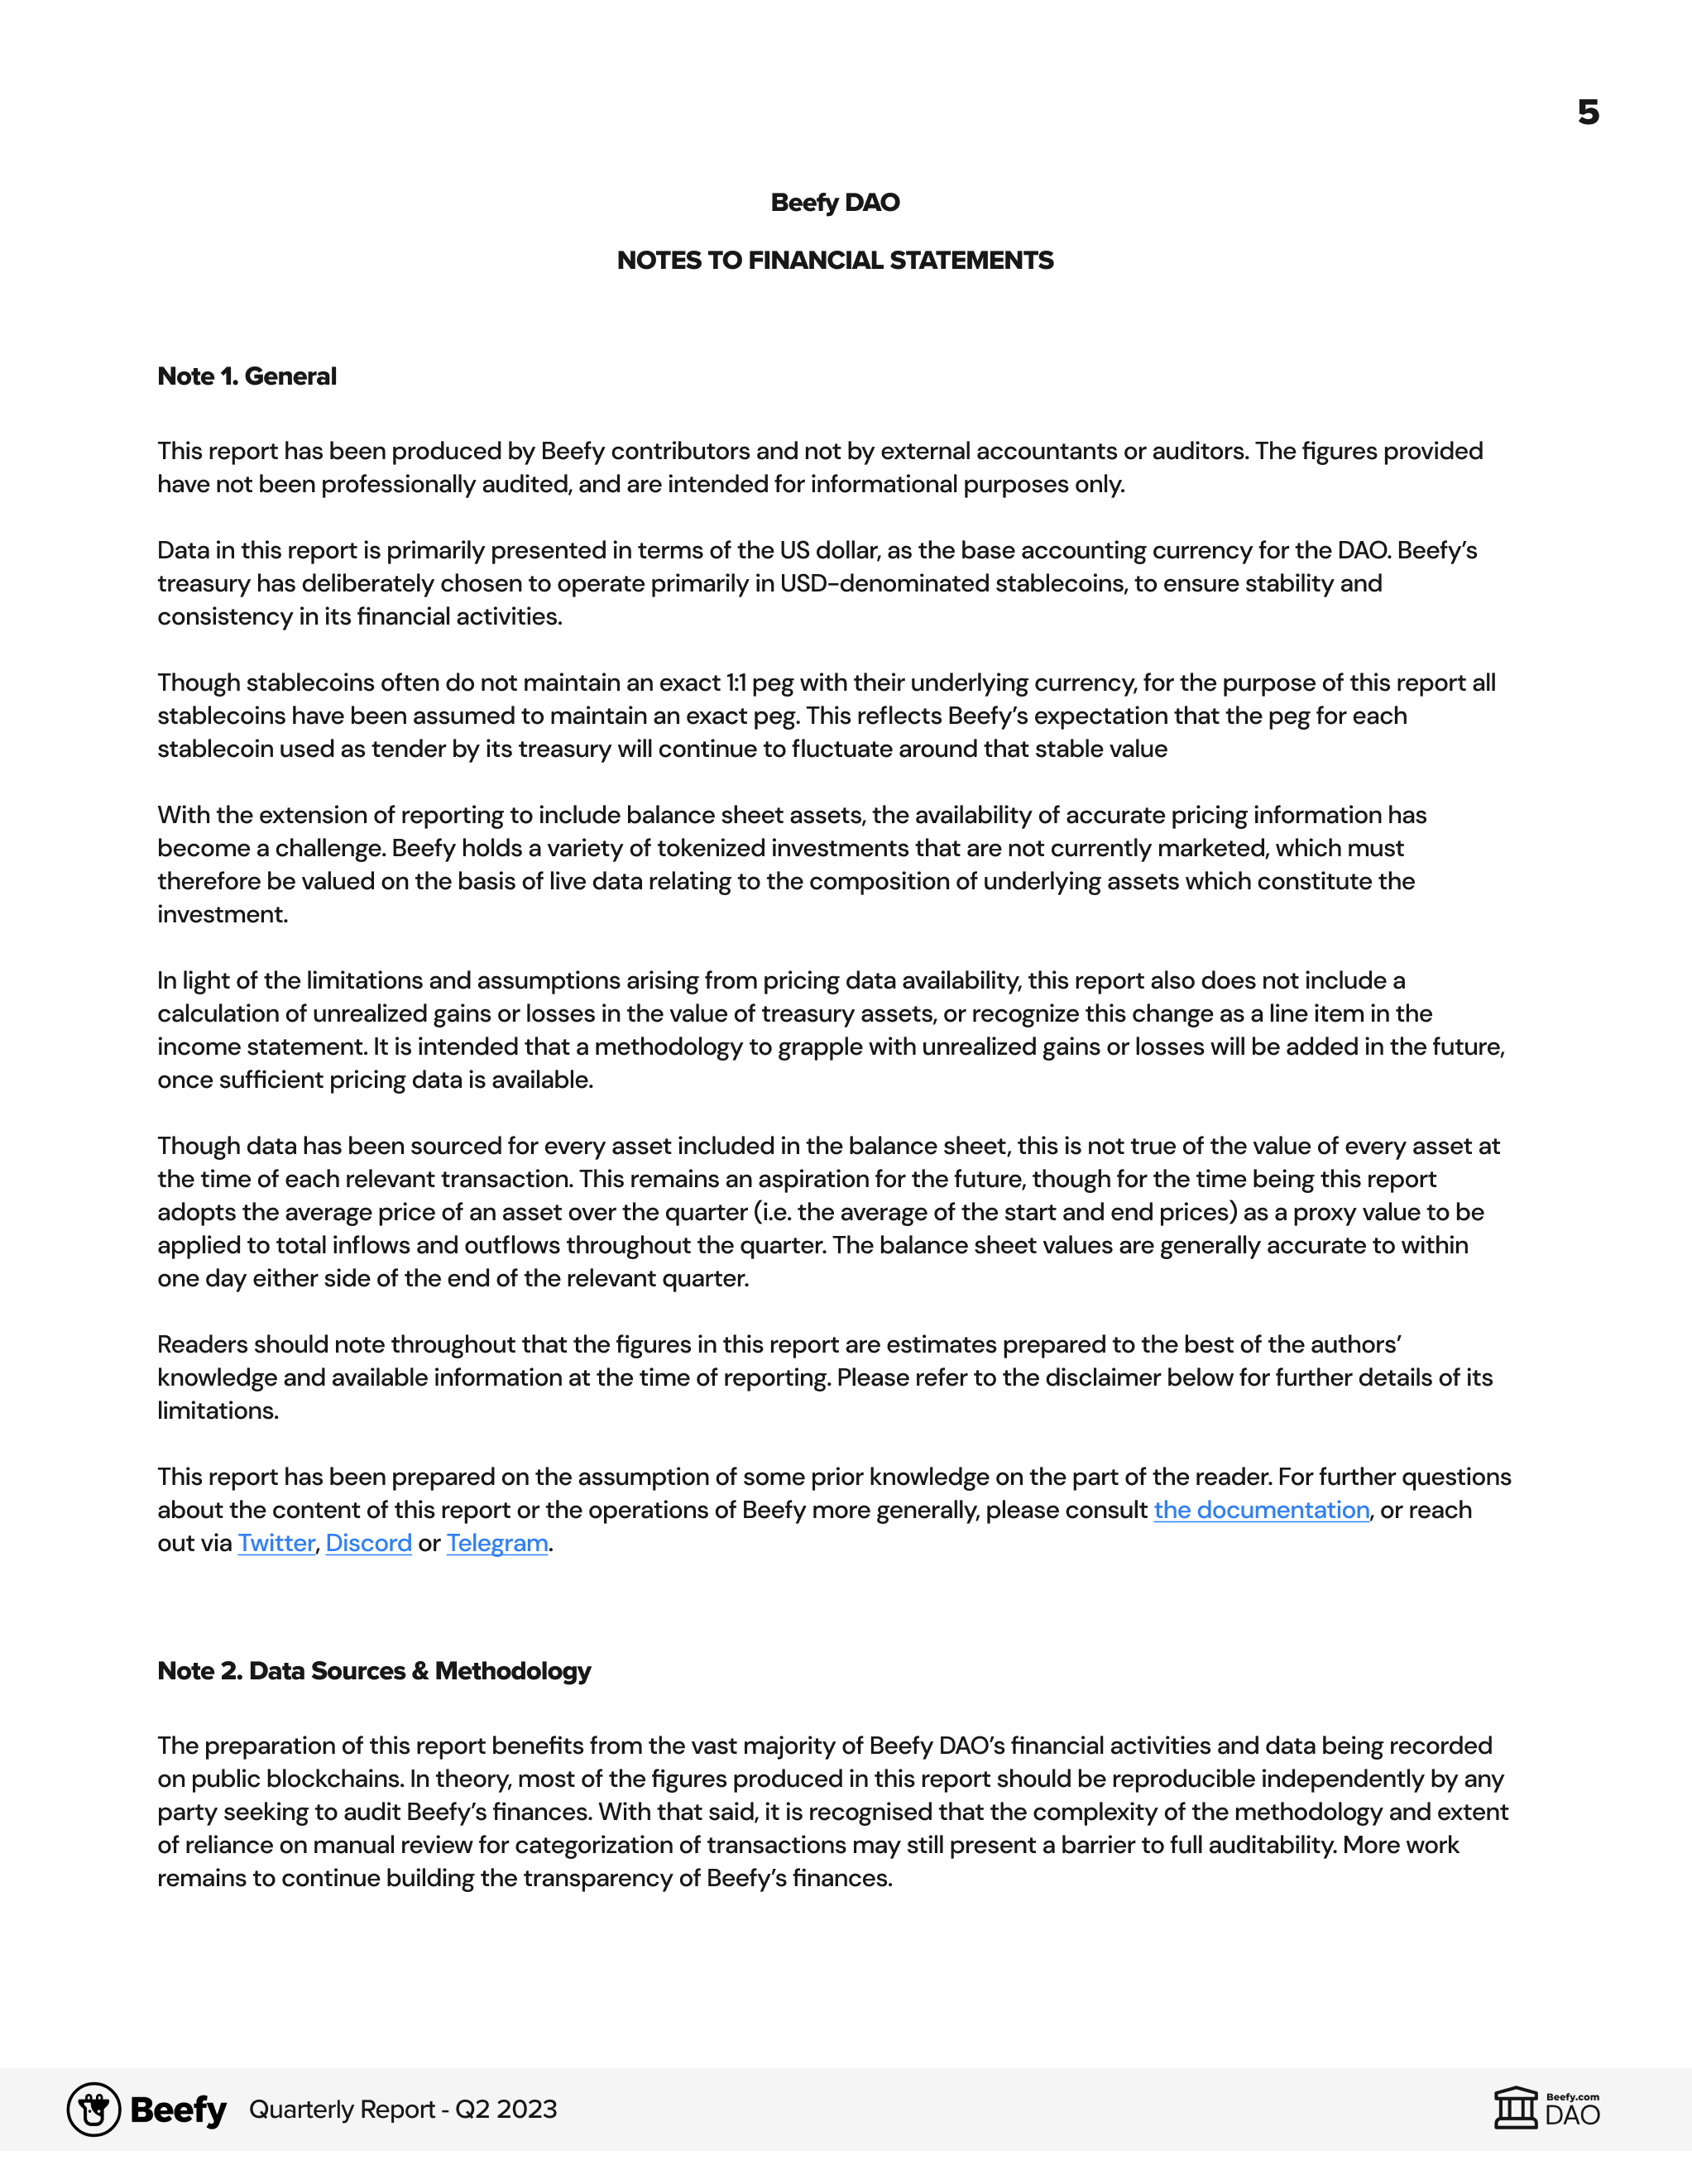 5
Beefy DAO
NOTES TO FINANCIAL STATEMENTS
Note 1. General
This report has been produced by Beefy contributors and not by external accountants or auditors. The figures provided
have not been professionally audited, and are intended for informational purposes only.
Data in this report is primarily presented in terms of the US dollar, as the base accounting currency for the DAO. Beefy’s
treasury has deliberately chosen to operate primarily in USD-denominated stablecoins, to ensure stability and
consistency in its financial activities.
Though stablecoins often do not maintain an exact 1:1 peg with their underlying currency, for the purpose of this report all
stablecoins have been assumed to maintain an exact peg. This reflects Beefy’s expectation that the peg for each
stablecoin used as tender by its treasury will continue to fluctuate around that stable value
With the extension of reporting to include balance sheet assets, the availability of accurate pricing information has
become a challenge. Beefy holds a variety of tokenized investments that are not currently marketed, which must
therefore be valued on the basis of live data relating to the composition of underlying assets which constitute the
investment.
In light of the limitations and assumptions arising from pricing data availability, this report also does not include a
calculation of unrealized gains or losses in the value of treasury assets, or recognize this change as a line item in the
income statement. It is intended that a methodology to grapple with unrealized gains or losses will be added in the future,
once sufficient pricing data is available.
Though data has been sourced for every asset included in the balance sheet, this is not true of the value of every asset at
the time of each relevant transaction. This remains an aspiration for the future, though for the time being this report
adopts the average price of an asset over the quarter (i.e. the average of the start and end prices) as a proxy value to be
applied to total inflows and outflows throughout the quarter. The balance sheet values are generally accurate to within
one day either side of the end of the relevant quarter.
Readers should note throughout that the figures in this report are estimates prepared to the best of the authors’
knowledge and available information at the time of reporting. Please refer to the disclaimer below for further details of its
limitations.
This report has been prepared on the assumption of some prior knowledge on the part of the reader. For further questions
about the content of this report or the operations of Beefy more generally, please consult the documentation, or reach
out via Twitter, Discord or Telegram.
Note 2. Data Sources & Methodology
The preparation of this report benefits from the vast majority of Beefy DAO’s financial activities and data being recorded
on public blockchains. In theory, most of the figures produced in this report should be reproducible independently by any
party seeking to audit Beefy’s finances. With that said, it is recognised that the complexity of the methodology and extent
of reliance on manual review for categorization of transactions may still present a barrier to full auditability. More work
remains to continue building the transparency of Beefy’s finances.
Beefy Quarterly Report - Q2 2023
Beefy.com
DAO